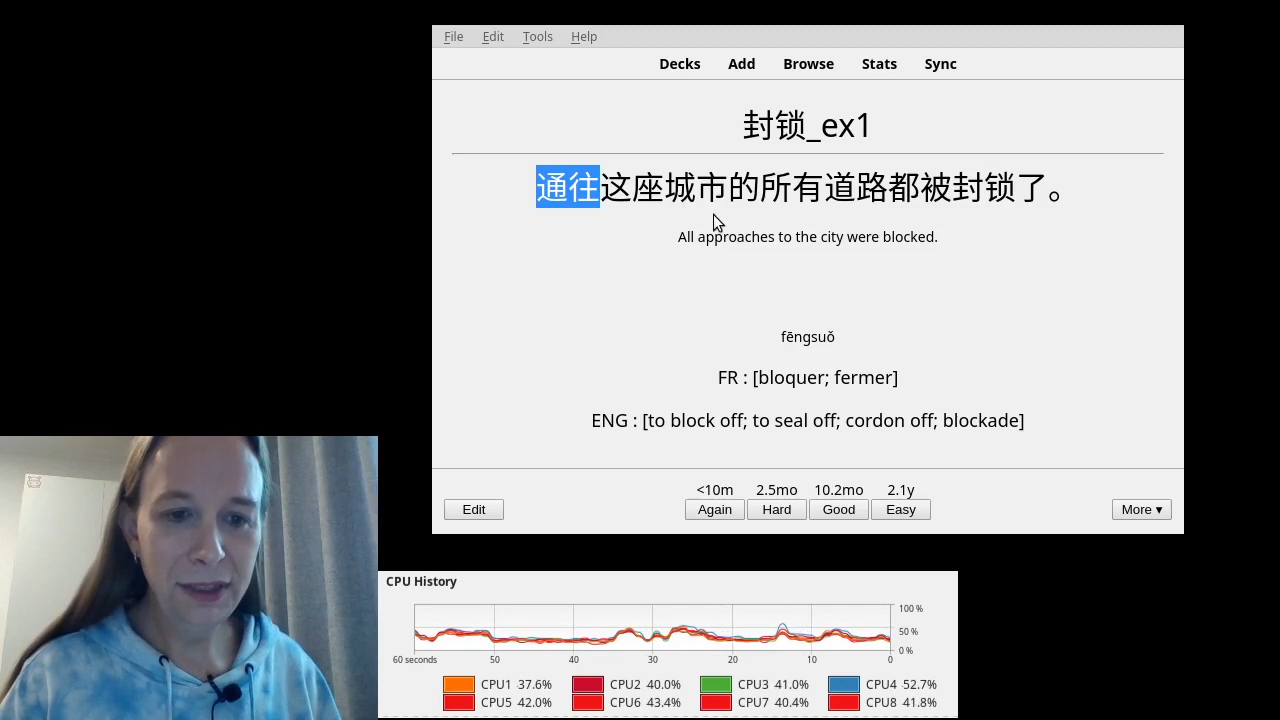 File Edit Tools Help
Decks Add Browse Stats Sync
封锁_ex1
通往这座城市的所有道路都被封锁了。
All approaches to the city were blocked.
fēngsuǒ
FR : [bloquer; fermer]
ENG : [to block off; to seal off; cordon off; blockade]
<10m 2.5mo 10.2mo 2.1y
Edit Again Hard Good Easy More ▾
CPU History
100 %
50 %
0 %
60 seconds 50 40 30 20 10 0
CPU1 37.6% CPU2 40.0% CPU3 41.0% CPU4 52.7%
CPU5 42.0% CPU6 43.4% CPU7 40.4% CPU8 41.8%